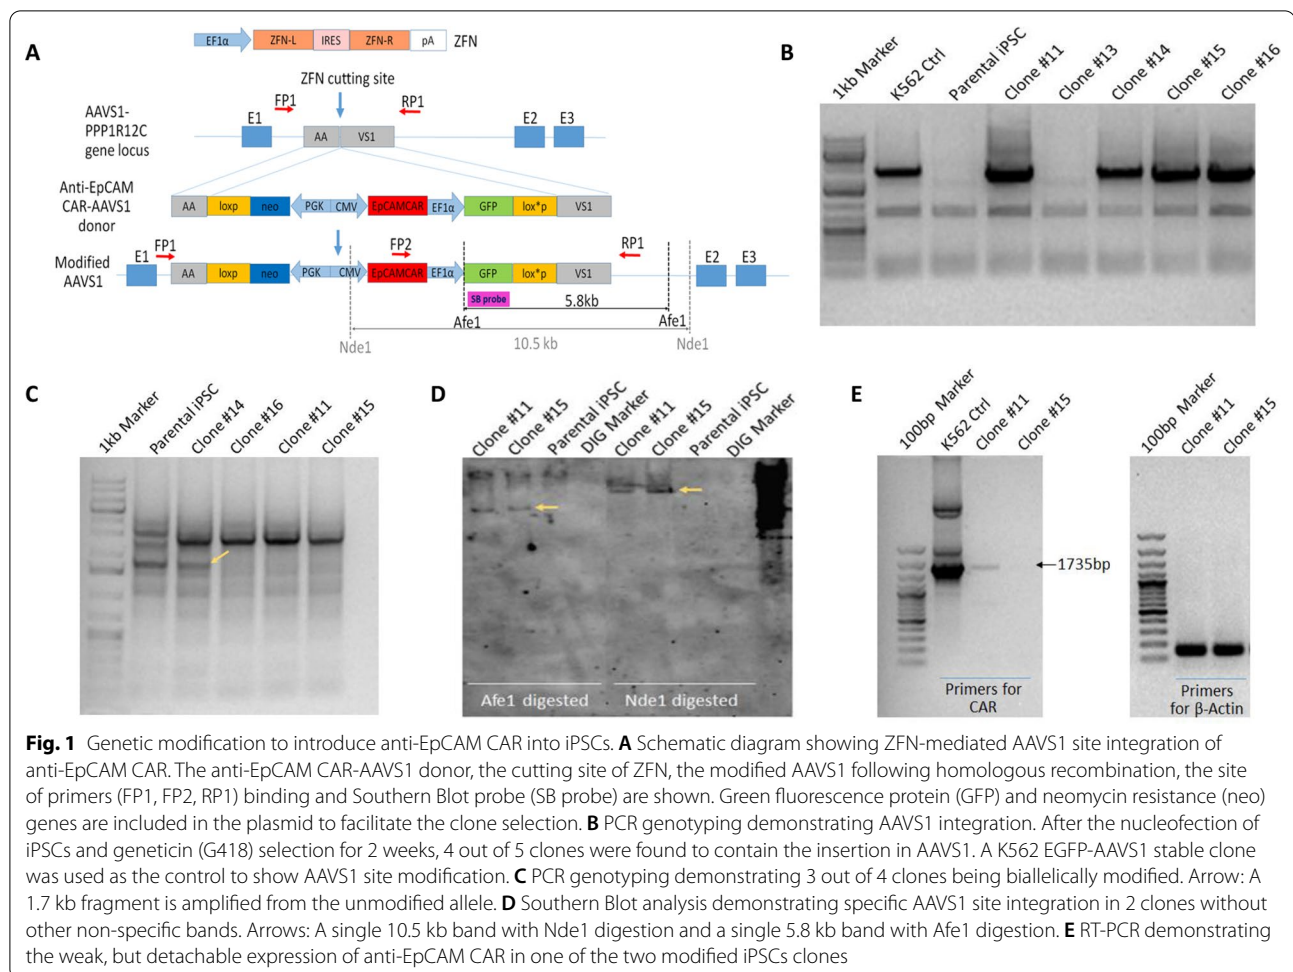 A
EF1α ZFN-L IRES ZFN-R pA ZFN
ZFN cutting site
FP1 RP1
AAVS1-
PPP1R12C
gene locus
E1 AA VS1 E2 E3
Anti-EpCAM
CAR-AAVS1
donor
AA loxp neo PGK CMV EpCAMCAR EF1α GFP lox*p VS1
Modified
AAVS1
E1 FP1 FP2 RP1 E2 E3
AA loxp neo PGK CMV EpCAMCAR EF1α GFP lox*p VS1
SB probe 5.8kb
Afe1 Afe1
Nde1 10.5 kb Nde1
B
1kb Marker
K562 Ctrl
Parental iPSC
Clone #11
Clone #13
Clone #14
Clone #15
Clone #16
C
1kb Marker
Parental iPSC
Clone #14
Clone #16
Clone #11
Clone #15
D
Clone #11
Clone #15
Parental iPSC
DIG Marker
Clone #11
Clone #15
Parental iPSC
DIG Marker
Afe1 digested Nde1 digested
E
100bp Marker
K562 Ctrl
Clone #11
Clone #15
1735bp
Primers for
CAR
100bp Marker
Clone #11
Clone #15
Primers
for β-Actin
Fig. 1 Genetic modification to introduce anti-EpCAM CAR into iPSCs. A Schematic diagram showing ZFN-mediated AAVS1 site integration of
anti-EpCAM CAR. The anti-EpCAM CAR-AAVS1 donor, the cutting site of ZFN, the modified AAVS1 following homologous recombination, the site
of primers (FP1, FP2, RP1) binding and Southern Blot probe (SB probe) are shown. Green fluorescence protein (GFP) and neomycin resistance (neo)
genes are included in the plasmid to facilitate the clone selection. B PCR genotyping demonstrating AAVS1 integration. After the nucleofection of
iPSCs and geneticin (G418) selection for 2 weeks, 4 out of 5 clones were found to contain the insertion in AAVS1. A K562 EGFP-AAVS1 stable clone
was used as the control to show AAVS1 site modification. C PCR genotyping demonstrating 3 out of 4 clones being biallelically modified. Arrow: A
1.7 kb fragment is amplified from the unmodified allele. D Southern Blot analysis demonstrating specific AAVS1 site integration in 2 clones without
other non-specific bands. Arrows: A single 10.5 kb band with Nde1 digestion and a single 5.8 kb band with Afe1 digestion. E RT-PCR demonstrating
the weak, but detachable expression of anti-EpCAM CAR in one of the two modified iPSCs clones